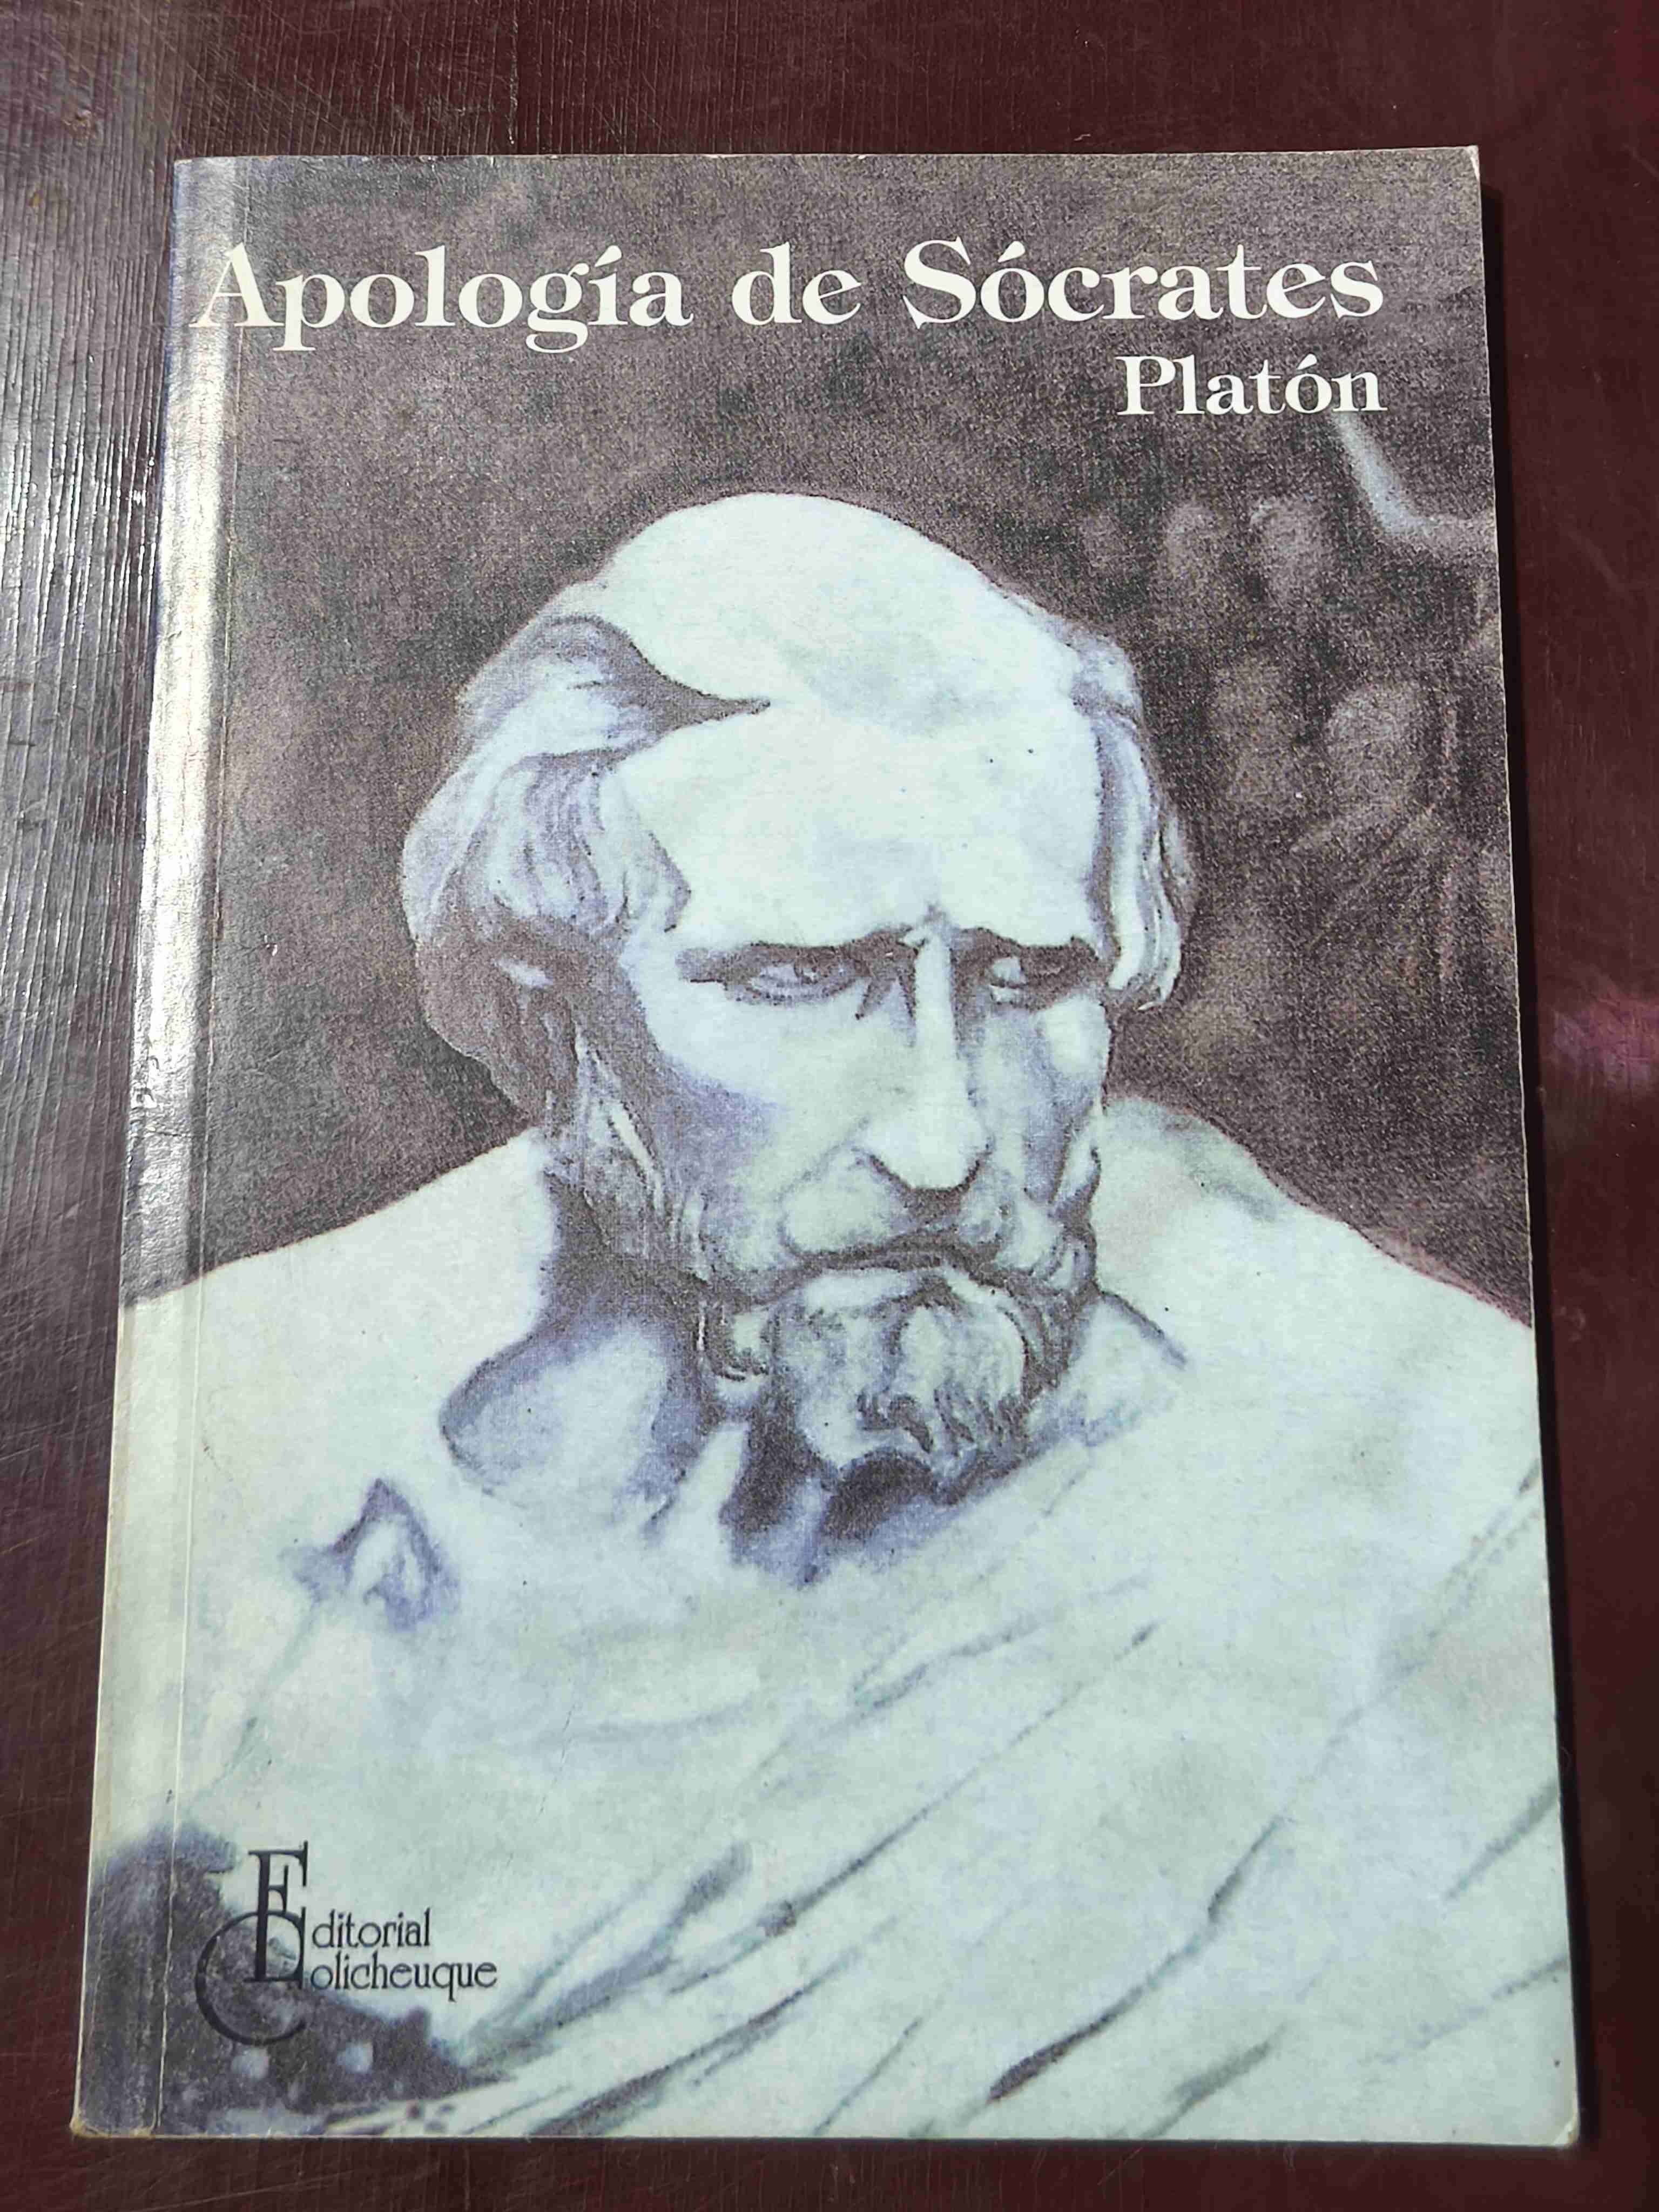 Apología de Sócrates
Platón
Editorial
Colicheuque